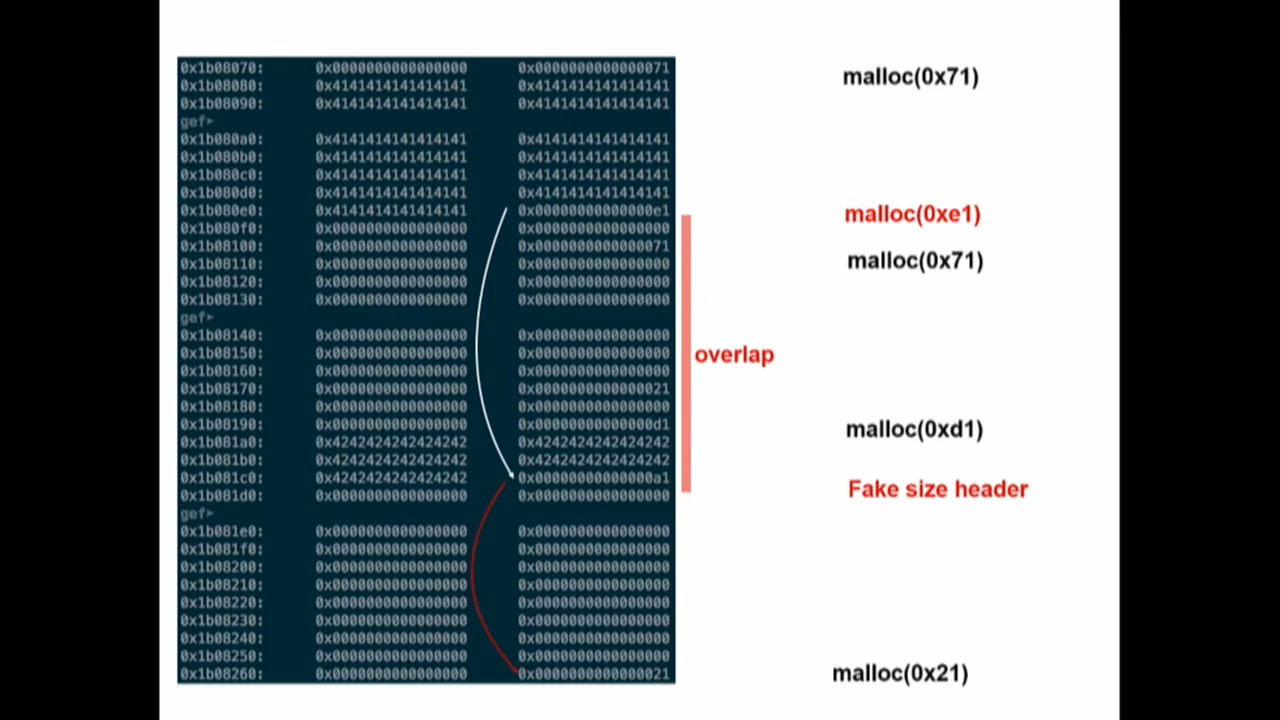 0x1b08070: 0x0000000000000000 0x0000000000000071
malloc(0x71)
0x1b08080: 0x4141414141414141 0x4141414141414141
0x1b08090: 0x4141414141414141 0x4141414141414141
gef➤
0x1b080a0: 0x4141414141414141 0x4141414141414141
0x1b080b0: 0x4141414141414141 0x4141414141414141
0x1b080c0: 0x4141414141414141 0x4141414141414141
0x1b080d0: 0x4141414141414141 0x4141414141414141
0x1b080e0: 0x4141414141414141 0x00000000000000e1
malloc(0xe1)
0x1b080f0: 0x0000000000000000 0x0000000000000000
0x1b08100: 0x0000000000000000 0x0000000000000071
malloc(0x71)
0x1b08110: 0x0000000000000000 0x0000000000000000
0x1b08120: 0x0000000000000000 0x0000000000000000
0x1b08130: 0x0000000000000000 0x0000000000000000
gef➤
0x1b08140: 0x0000000000000000 0x0000000000000000
0x1b08150: 0x0000000000000000 0x0000000000000000
overlap
0x1b08160: 0x0000000000000000 0x0000000000000000
0x1b08170: 0x0000000000000000 0x0000000000000021
0x1b08180: 0x0000000000000000 0x0000000000000000
0x1b08190: 0x0000000000000000 0x00000000000000d1
malloc(0xd1)
0x1b081a0: 0x4242424242424242 0x4242424242424242
0x1b081b0: 0x4242424242424242 0x4242424242424242
0x1b081c0: 0x4242424242424242 0x00000000000000a1
Fake size header
0x1b081d0: 0x0000000000000000 0x0000000000000000
gef➤
0x1b081e0: 0x0000000000000000 0x0000000000000000
0x1b081f0: 0x0000000000000000 0x0000000000000000
0x1b08200: 0x0000000000000000 0x0000000000000000
0x1b08210: 0x0000000000000000 0x0000000000000000
0x1b08220: 0x0000000000000000 0x0000000000000000
0x1b08230: 0x0000000000000000 0x0000000000000000
0x1b08240: 0x0000000000000000 0x0000000000000000
0x1b08250: 0x0000000000000000 0x0000000000000000
0x1b08260: 0x0000000000000000 0x0000000000000021
malloc(0x21)